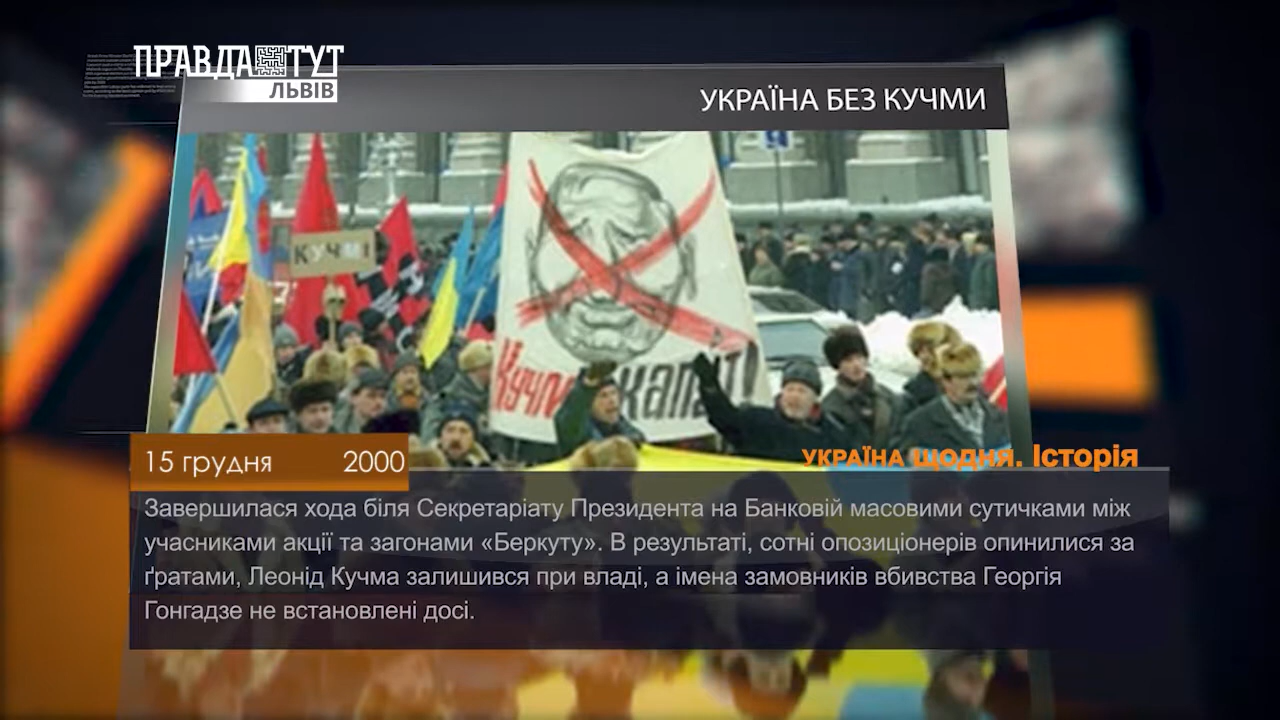 ПРАВДА ТУТ
ЛЬВІВ
УКРАЇНА БЕЗ КУЧМИ
КУЧМІ
15 грудня 2000
УКРАЇНА щодня. Історія
Завершилася хода біля Секретаріату Президента на Банковій масовими сутичками між
учасниками акції та загонами «Беркуту». В результаті, сотні опозиціонерів опинилися за
ґратами, Леонід Кучма залишився при владі, а імена замовників вбивства Георгія
Гонгадзе не встановлені досі.